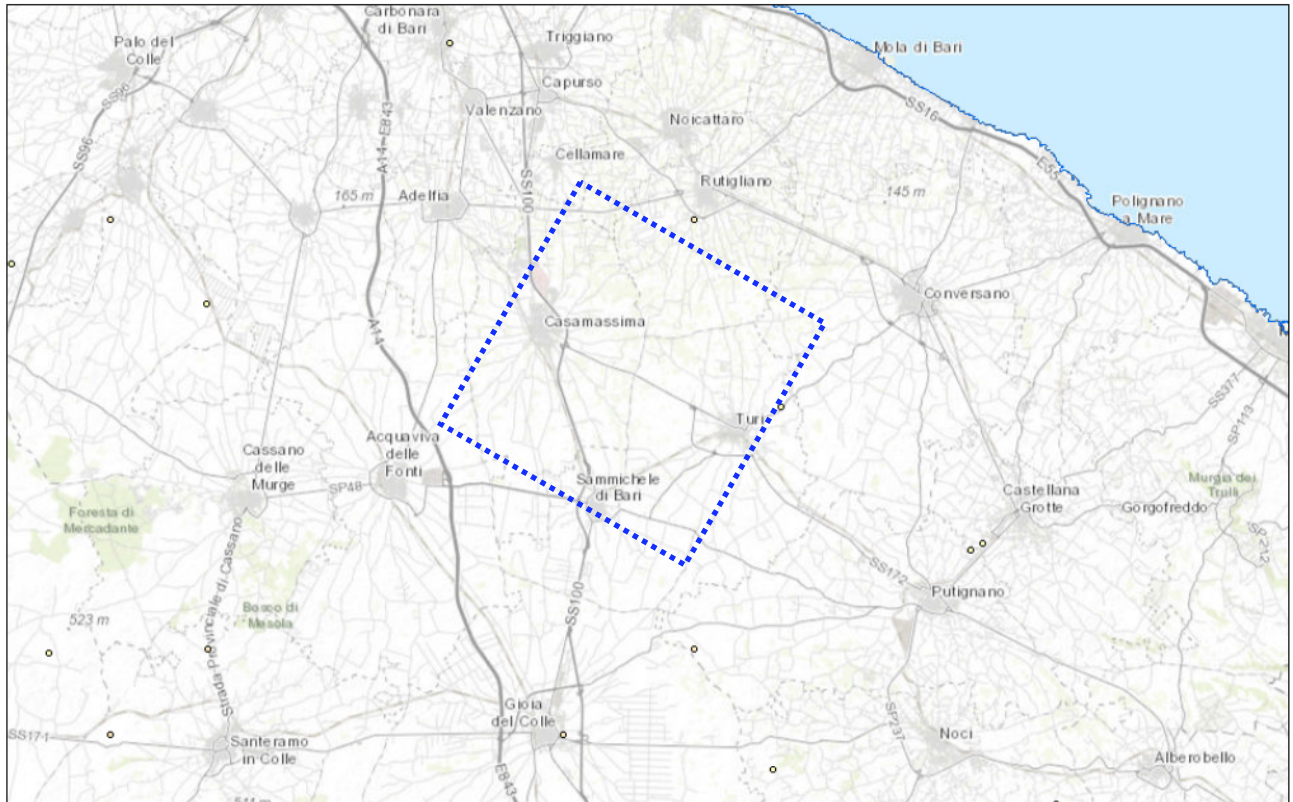 Carbonara
di Bari
Triggiano
Palo del
Colle
Mola di Bari
Capurso
SS96
Valenzano
SS16
A14-E843
Noicattaro
SS96
Cellamare
E55
Rutigliano
165 m
Adelfia
SS100
145 m
Polignano
a Mare
Conversano
Casamassima
A14
SS377
SP113
Turi
Acquaviva
delle
Fonti
Cassano
delle
Murge
Sammichele
di Bari
SP48
Castellana
Grotte
Murgia dei
Trulli
Gorgofreddo
Foresta di
Mercadante
SS172
Putignano
SS100
Bosco di
Mesola
523 m
Strada Provinciale di Cassano
Gioia
del Colle
SP237
Noci
SS171
Santeramo
in Colle
Alberobello
E843